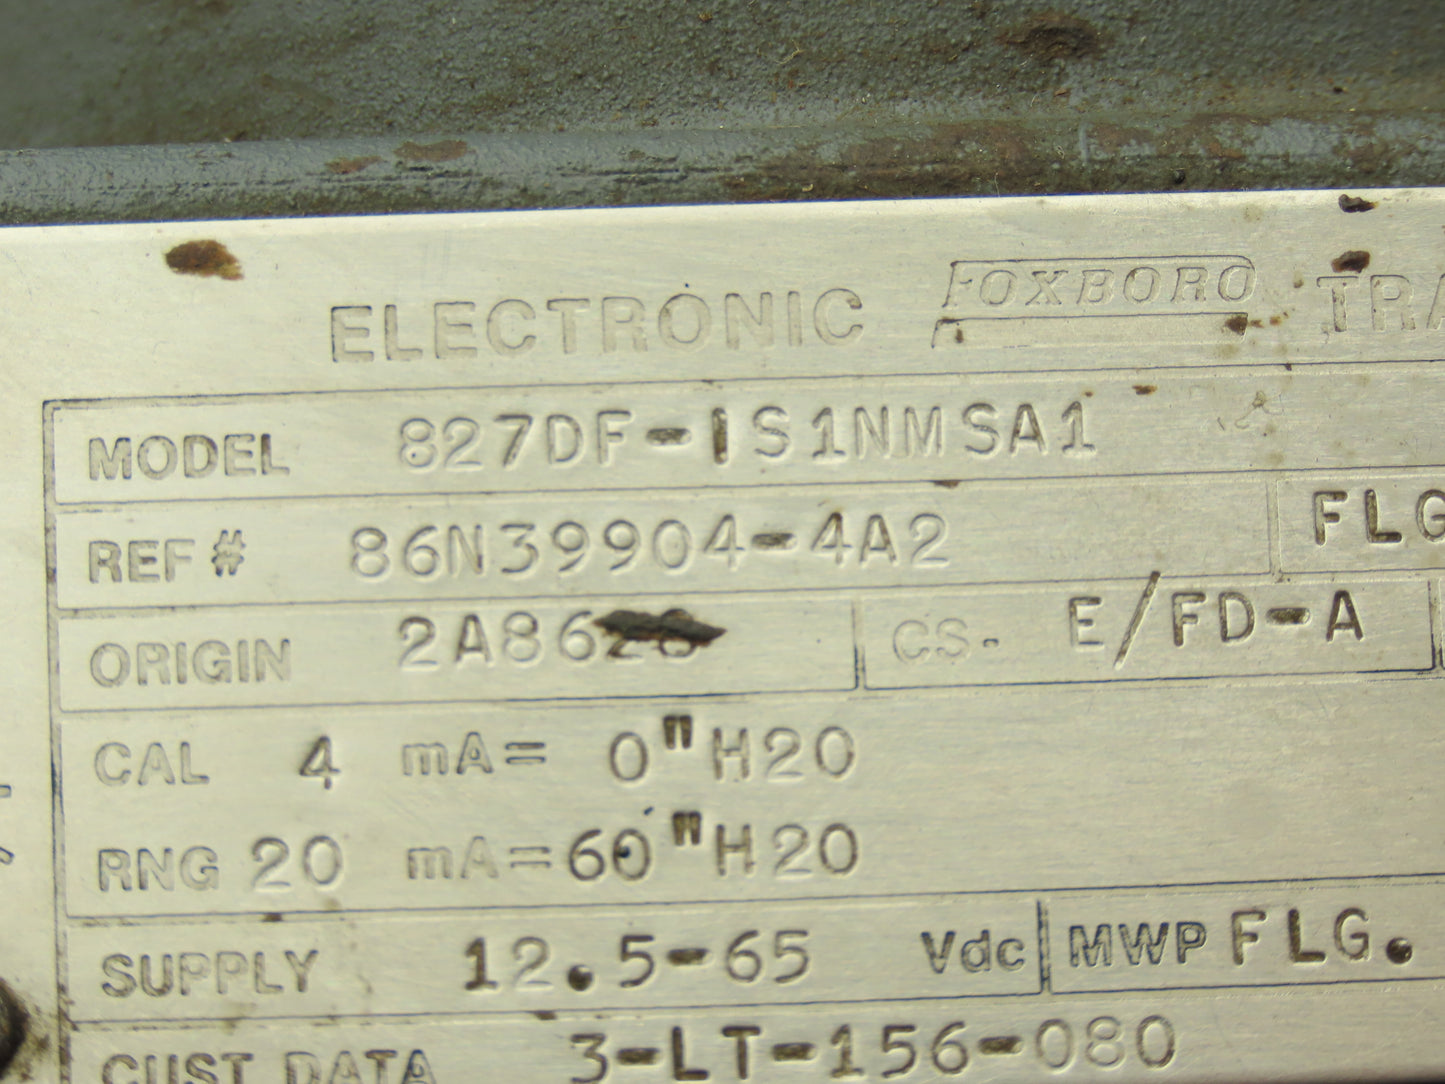 ELECTRONIC FOXBORO
MODEL 827DF-IS1NMSA1
REF # 86N39904-4A2 FLG
ORIGIN CS. E/FD-A
CAL 4 mA= 0"H20
RNG 20 mA= 60"H20
SUPPLY 12.5-65 Vdc MWP FLG.
CUST DATA 3-LT-156-080